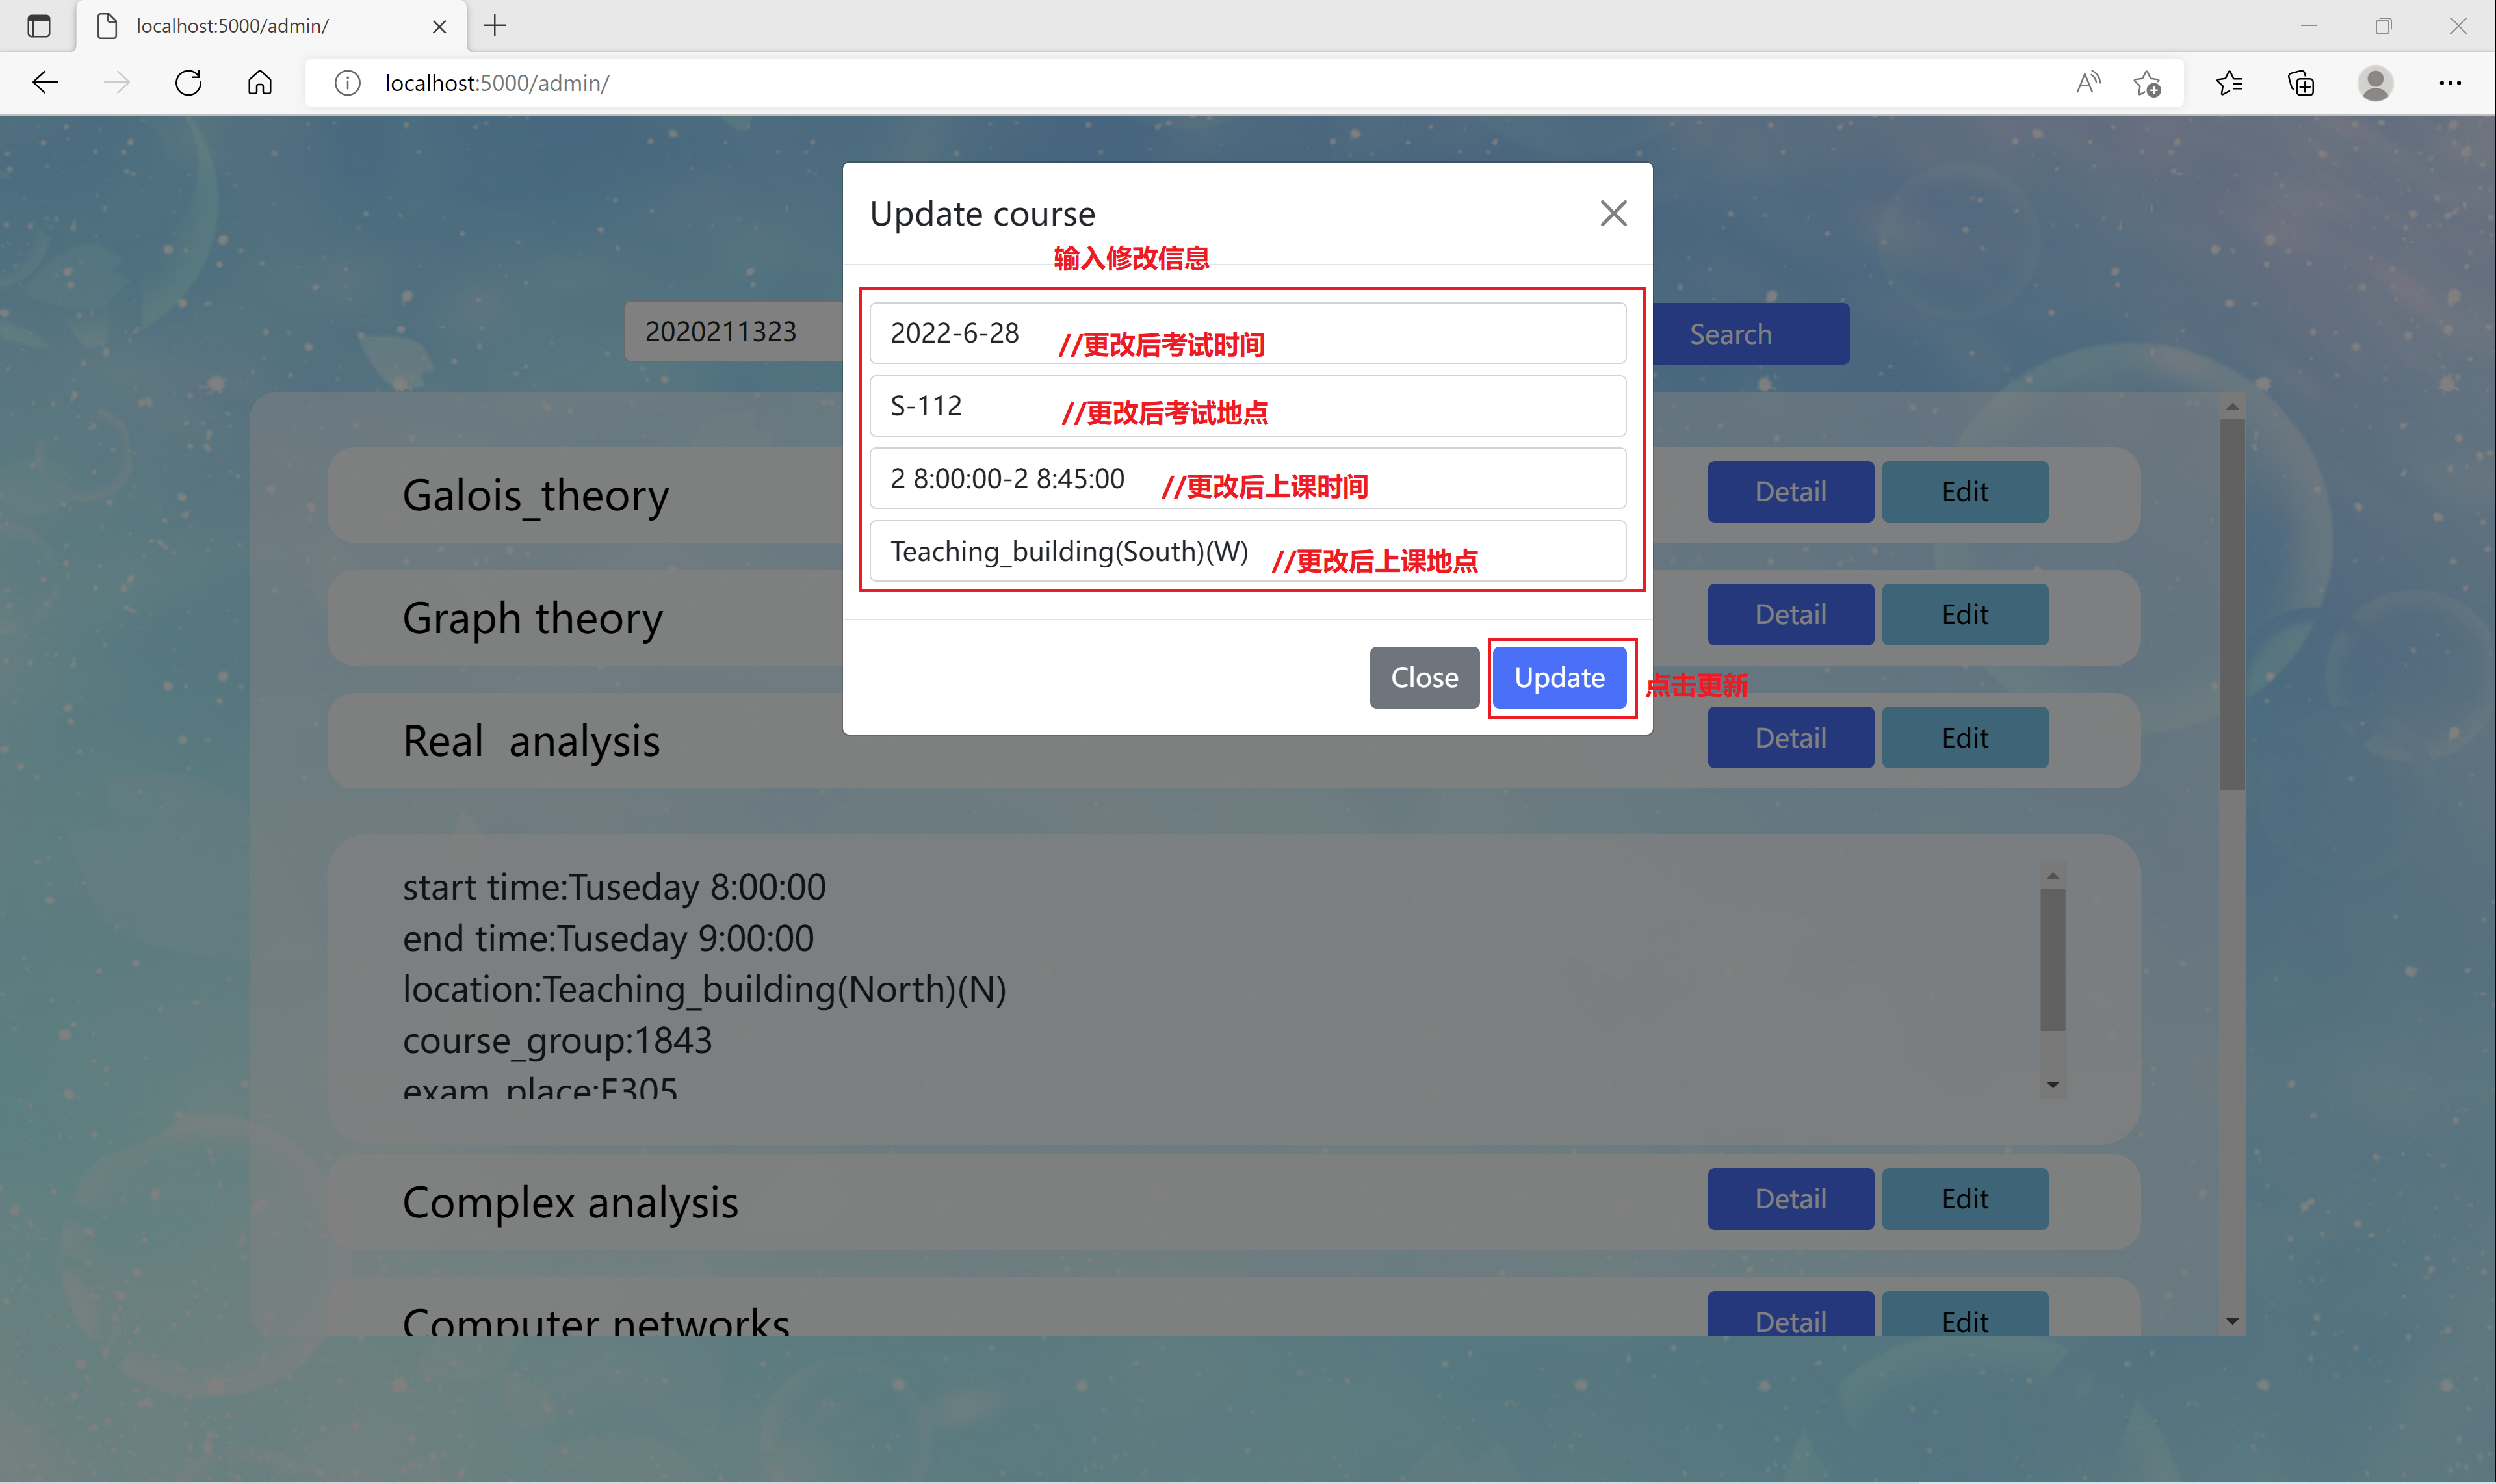 localhost:5000/admin/
localhost:5000/admin/
Update course
输入修改信息
2020211323
2022-6-28 //更改后考试时间
Search
S-112 //更改后考试地点
2 8:00:00-2 8:45:00 //更改后上课时间
Galois_theory
Detail
Edit
Teaching_building(South)(W) //更改后上课地点
Graph theory
Detail
Edit
Close
Update
点击更新
Real  analysis
Detail
Edit
start time:Tuseday 8:00:00
end time:Tuseday 9:00:00
location:Teaching_building(North)(N)
course_group:1843
exam_place:E305
Complex analysis
Detail
Edit
Computer networks
Detail
Edit